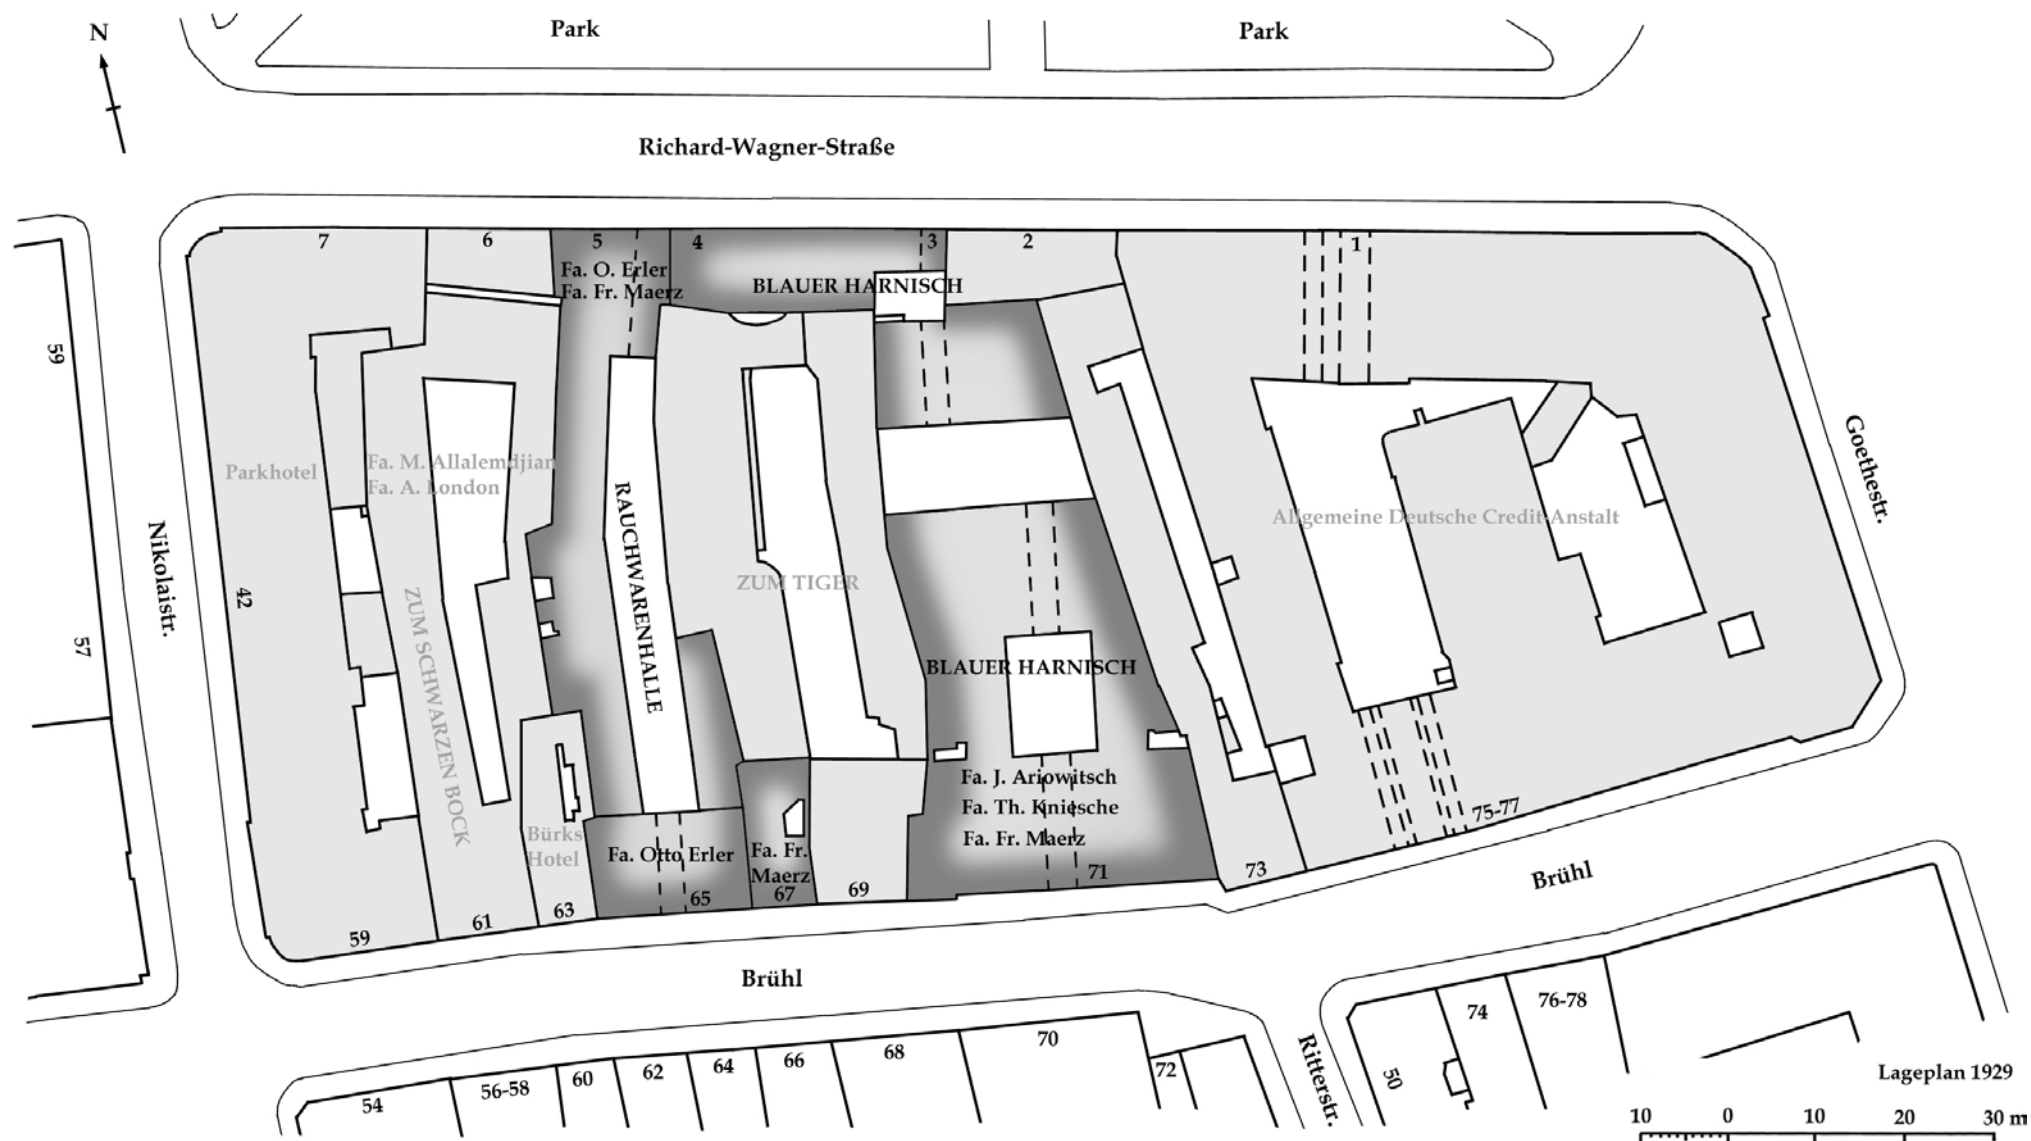 Park
Park
N
Richard-Wagner-Straße
7
6
5
4
3
2
1
Fa. O. Erler
Fa. Fr. Maerz
BLAUER HARNISCH
59
57
Nikolaistr.
42
Parkhotel
Fa. M. Allalemdjian
Fa. A. London
ZUM SCHWARZEN BOCK
RAUCHWARENHALLE
ZUM TIGER
BLAUER HARNISCH
Allgemeine Deutsche Credit-Anstalt
Goethestr.
Fa. J. Ariowitsch
Fa. Th. Kniesche
Fa. Fr. Maerz
Bürks
Hotel
Fa. Otto Erler
Fa. Fr.
Maerz
59
61
63
65
67
69
71
73
75-77
Brühl
Brühl
54
56-58
60
62
64
66
68
70
72
Ritterstr.
50
74
76-78
Lageplan 1929
10 0 10 20 30 m